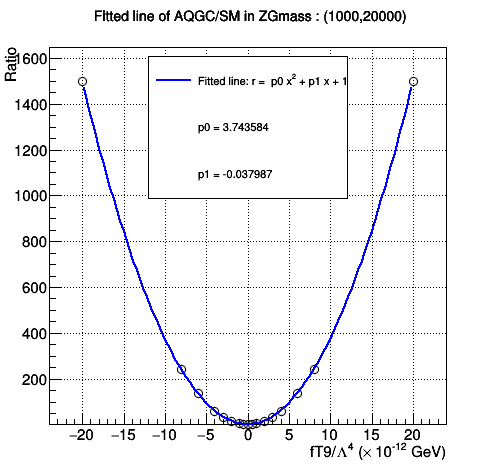 FItted line of AQGC/SM in ZGmass : (1000,20000)
Ratio
1600
1400
1200
1000
800
600
400
200
Fitted line: r = p0 x² + p1 x + 1
p0 = 3.743584
p1 = -0.037987
−20 −15 −10 −5 0 5 10 15 20
fT9/Λ⁴ (× 10⁻¹² GeV)